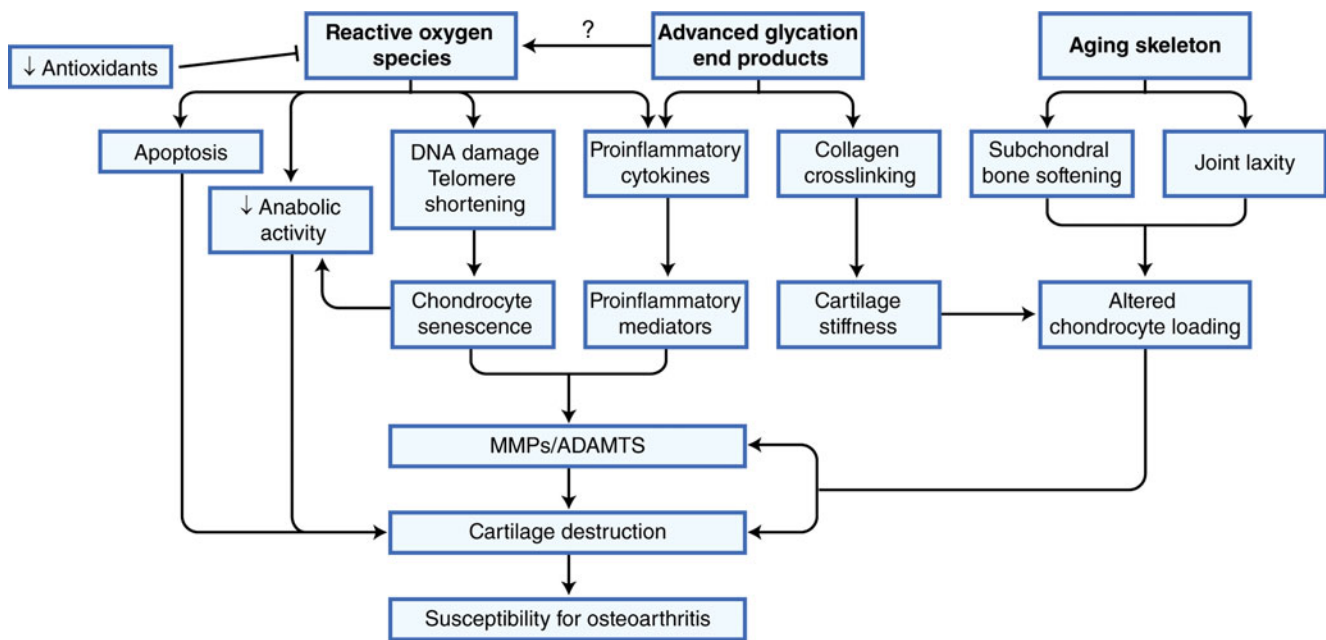 Reactive oxygen
species
?
Advanced glycation
end products
Aging skeleton
↓ Antioxidants
Apoptosis
DNA damage
Telomere
shortening
Proinflammatory
cytokines
Collagen
crosslinking
Subchondral
bone softening
Joint laxity
↓ Anabolic
activity
Chondrocyte
senescence
Proinflammatory
mediators
Cartilage
stiffness
Altered
chondrocyte loading
MMPs/ADAMTS
Cartilage destruction
Susceptibility for osteoarthritis